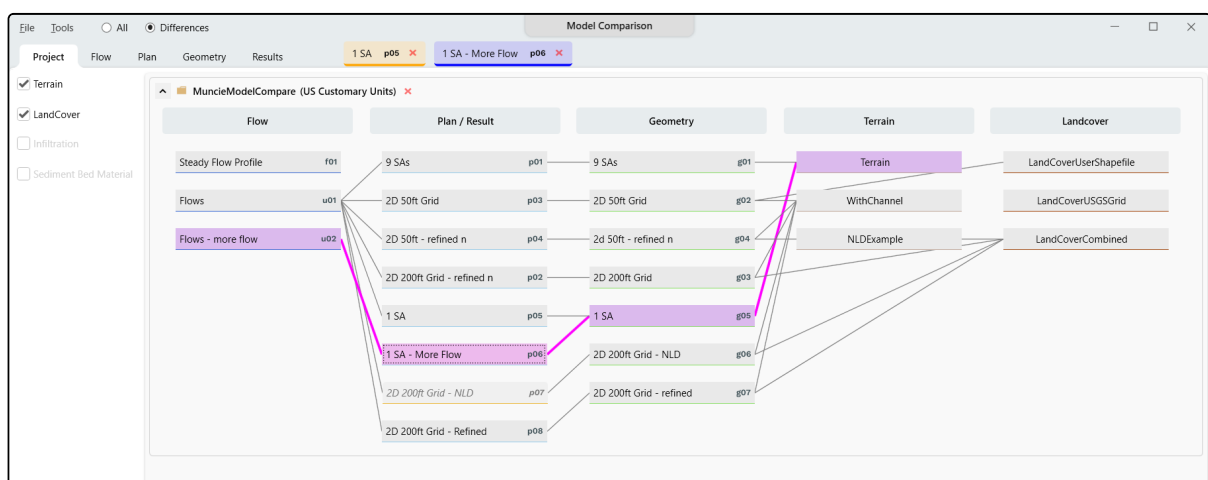 Model Comparison
File Tools All Differences
Project Flow Plan Geometry Results 1 SA p05 1 SA - More Flow p06
Terrain
LandCover
Infiltration
Sediment Bed Material
MuncieModelCompare (US Customary Units)
Flow Plan / Result Geometry Terrain Landcover
Steady Flow Profile f01 9 SAs p01 9 SAs g01 Terrain LandCoverUserShapefile
Flows u01 2D 50ft Grid p03 2D 50ft Grid g02 WithChannel LandCoverUSGSGrid
Flows - more flow u02 2D 50ft - refined n p04 2d 50ft - refined n g04 NLDExample LandCoverCombined
2D 200ft Grid - refined n p02 2D 200ft Grid g03
1 SA p05 1 SA g05
1 SA - More Flow p06 2D 200ft Grid - NLD g06
2D 200ft Grid - NLD p07 2D 200ft Grid - refined g07
2D 200ft Grid - Refined p08